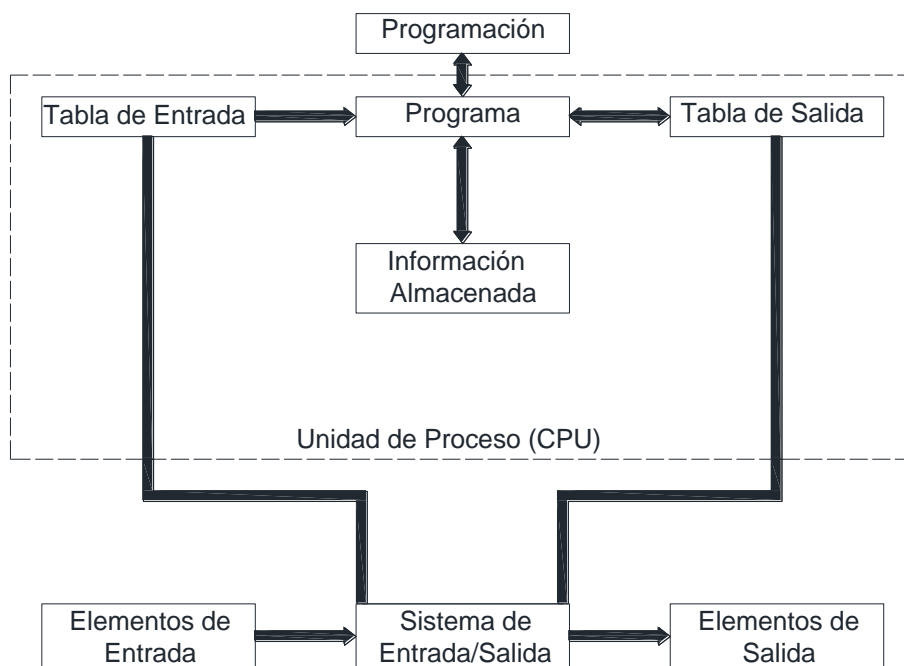 Programación
Tabla de Entrada
Programa
Tabla de Salida
Información
Almacenada
Unidad de Proceso (CPU)
Elementos de
Entrada
Sistema de
Entrada/Salida
Elementos de
Salida